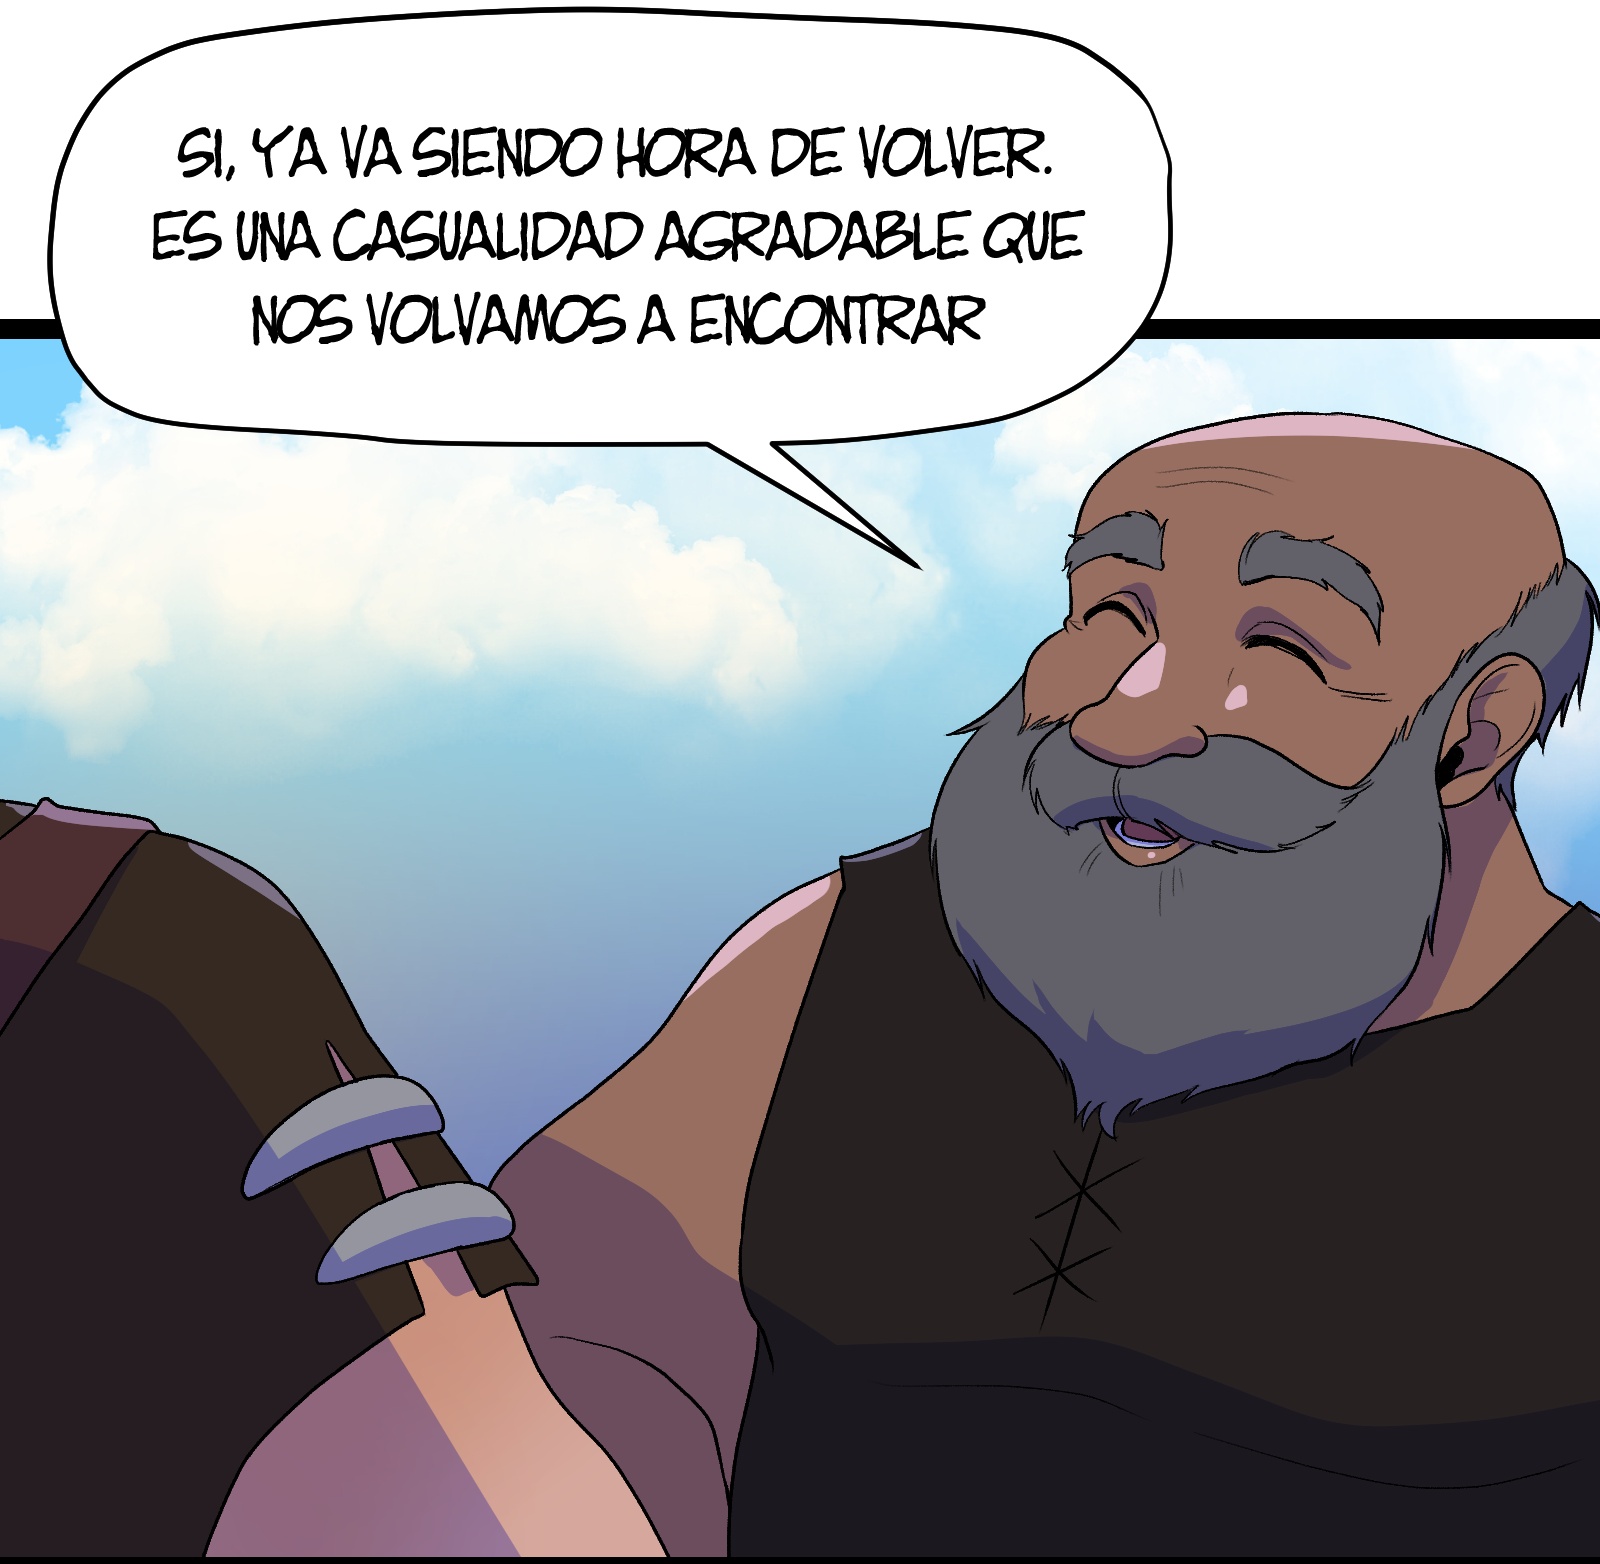 SI, YA VA SIENDO HORA DE VOLVER.
ES UNA CASUALIDAD AGRADABLE QUE
NOS VOLVAMOS A ENCONTRAR